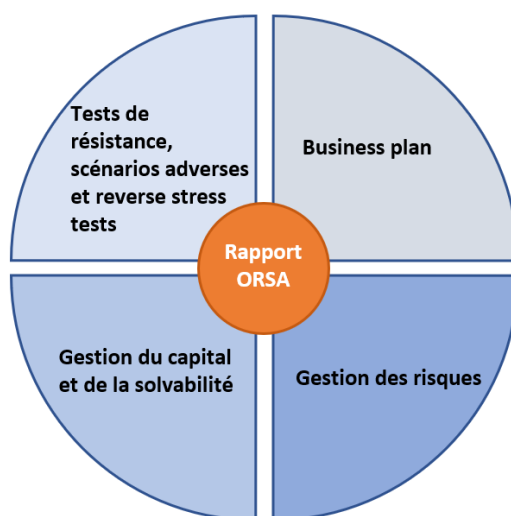 Tests de
résistance,
scénarios adverses
et reverse stress
tests
Business plan
Rapport
ORSA
Gestion du capital
et de la solvabilité
Gestion des risques